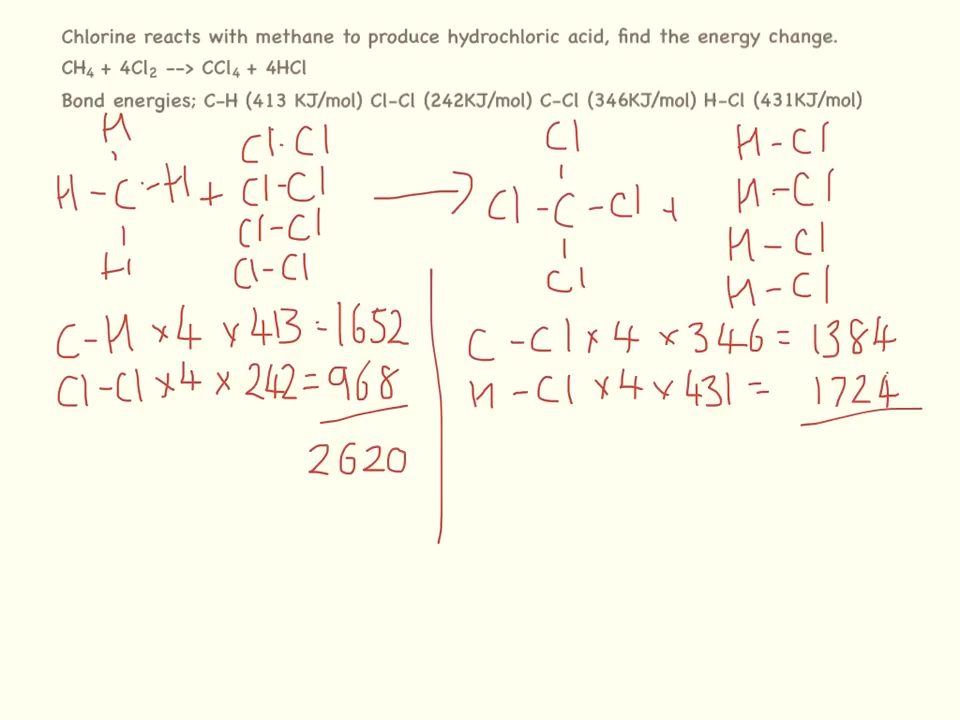 Chlorine reacts with methane to produce hydrochloric acid, find the energy change.
CH₄ + 4Cl₂ --> CCl₄ + 4HCl
Bond energies; C-H (413 KJ/mol) Cl-Cl (242KJ/mol) C-Cl (346KJ/mol) H-Cl (431KJ/mol)
H Cl-Cl Cl H-Cl
H-C-H + Cl-Cl → Cl-C-Cl + H-Cl
Cl-Cl H-Cl
H Cl-Cl Cl H-Cl
C-H × 4 × 413 = 1652 C-Cl × 4 × 346 = 1384
Cl-Cl × 4 × 242 = 968 H-Cl × 4 × 431 = 1724
2620